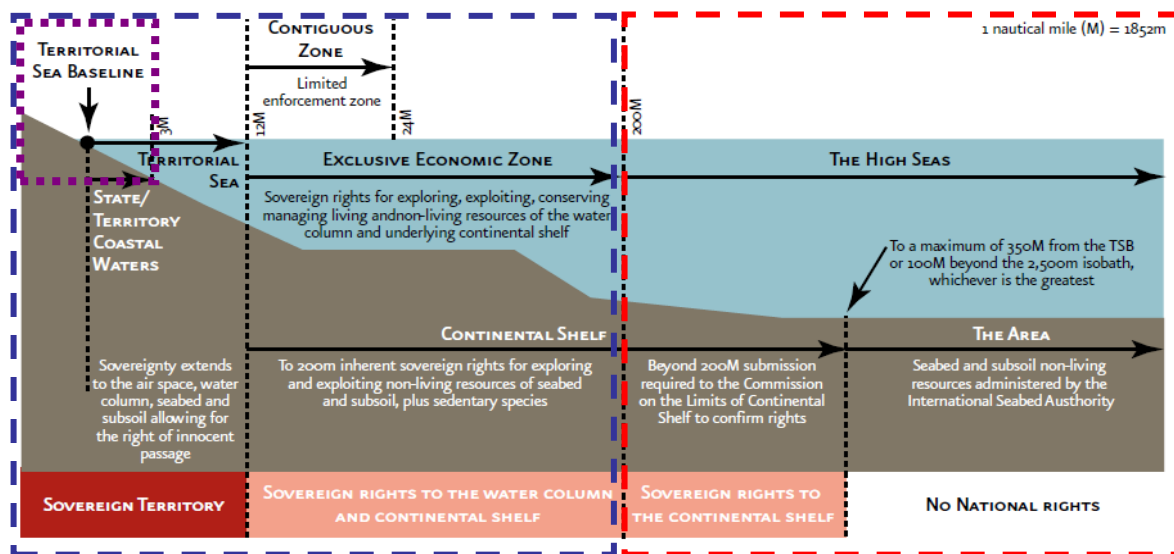 CONTIGUOUS
ZONE
1 nautical mile (M) = 1852m
TERRITORIAL
SEA BASELINE
Limited
enforcement zone
3M
12M
24M
200M
TERRITORIAL
SEA
EXCLUSIVE ECONOMIC ZONE
THE HIGH SEAS
STATE/
TERRITORY
COASTAL
WATERS
Sovereign rights for exploring, exploiting, conserving
managing living andnon-living resources of the water
column and underlying continental shelf
To a maximum of 350M from the TSB
or 100M beyond the 2,500m isobath,
whichever is the greatest
CONTINENTAL SHELF
THE AREA
Sovereignty extends
to the air space, water
column, seabed and
subsoil allowing for
the right of innocent
passage
To 200m inherent sovereign rights for exploring
and exploiting non-living resources of seabed
and subsoil, plus sedentary species
Beyond 200M submission
required to the Commission
on the Limits of Continental
Shelf to confirm rights
Seabed and subsoil non-living
resources administered by the
International Seabed Austhority
SOVEREIGN TERRITORY
SOVEREIGN RIGHTS TO THE WATER COLUMN
AND CONTINENTAL SHELF
SOVEREIGN RIGHTS TO
THE CONTINENTAL SHELF
NO NATIONAL RIGHTS